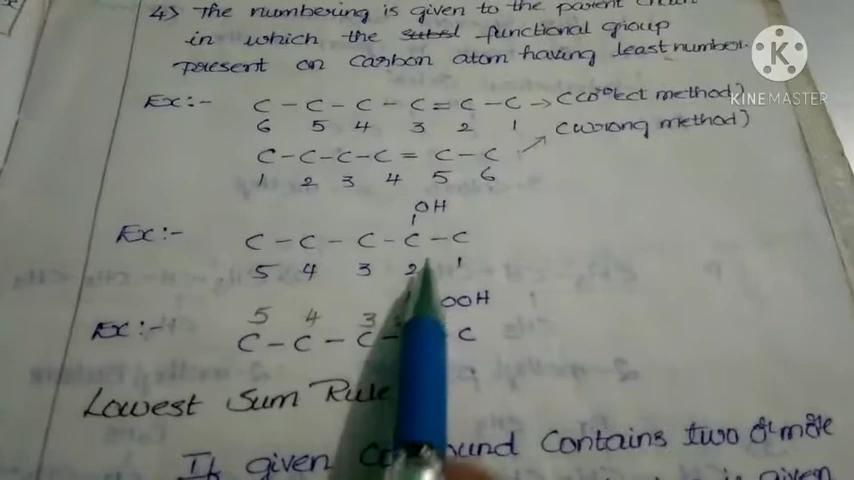 4) The numbering is given to the parent chain
in which the subst functional group
present on carbon atom having least number.
KINEMASTER
Ex:- C - C - C - C = C - C → (Correct method)
6 5 4 3 2 1
C - C - C - C = C - C (wrong method)
1 2 3 4 5 6
OH
Ex:- C - C - C - C - C
5 4 3 2 1
OOH
5 4 3
Ex:- C - C - C - C
Lowest Sum Rule
If given compound contains two or more
is given